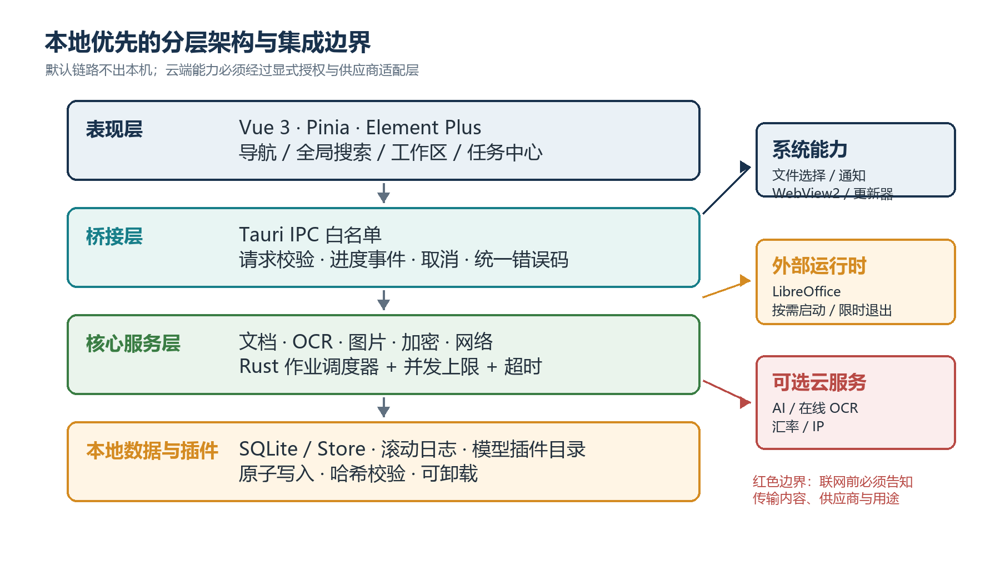 本地优先的分层架构与集成边界
默认链路不出本机；云端能力必须经过显式授权与供应商适配层
表现层
Vue 3 · Pinia · Element Plus
导航 / 全局搜索 / 工作区 / 任务中心
桥接层
Tauri IPC 白名单
请求校验 · 进度事件 · 取消 · 统一错误码
核心服务层
文档 · OCR · 图片 · 加密 · 网络
Rust 作业调度器 + 并发上限 + 超时
本地数据与插件
SQLite / Store · 滚动日志 · 模型插件目录
原子写入 · 哈希校验 · 可卸载
系统能力
文件选择 / 通知
WebView2 / 更新器
外部运行时
LibreOffice
按需启动 / 限时退出
可选云服务
AI / 在线 OCR
汇率 / IP
红色边界：联网前必须告知
传输内容、供应商与用途